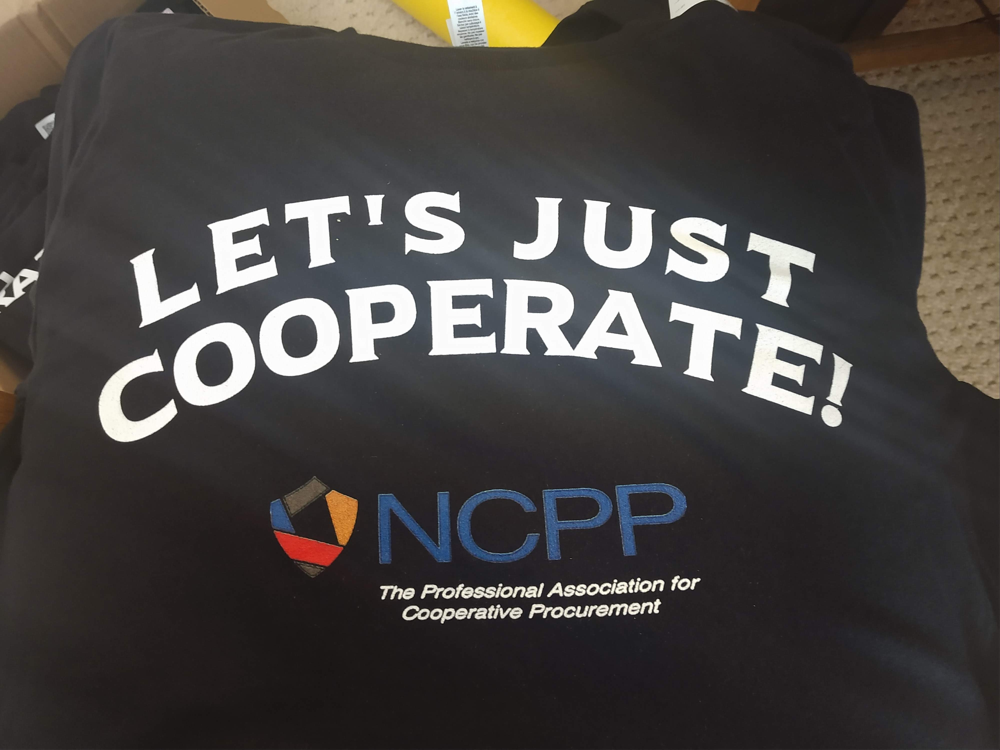 LET'S JUST
COOPERATE!
NCPP
The Professional Association for
Cooperative Procurement